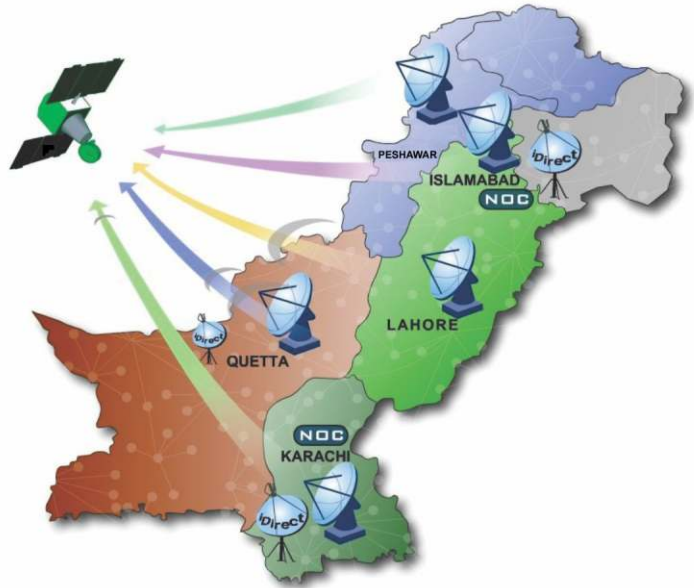 PESHAWAR
ISLAMABAD
iDirect
NOC
LAHORE
iDirect
QUETTA
NOC
KARACHI
iDirect